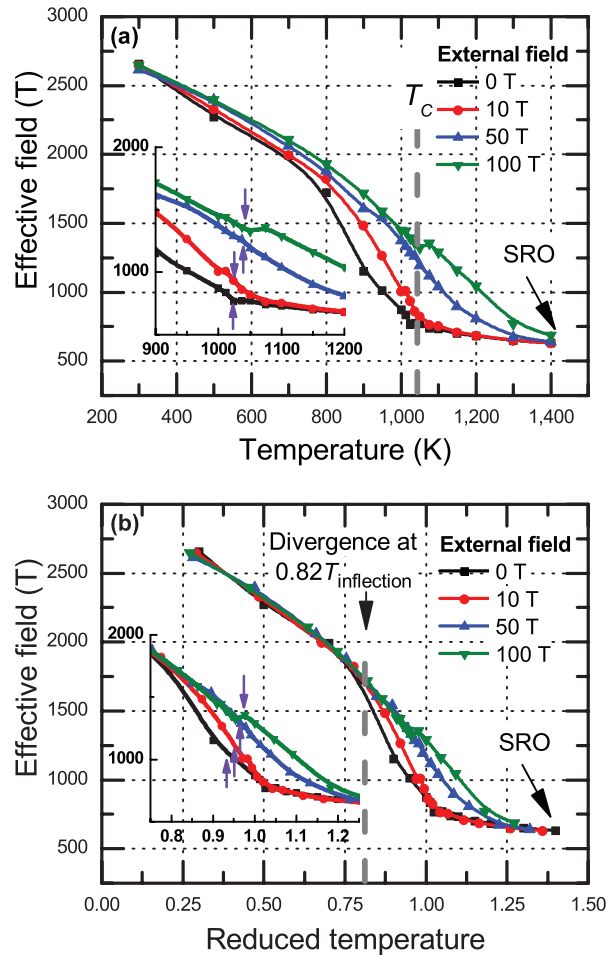 (a)
External field
0 T
10 T
50 T
100 T
T_C
SRO
Effective field (T)
3000
2500
2000
1500
1000
500
2000
1000
900 1000 1100 1200
200 400 600 800 1,000 1,200 1,400
Temperature (K)
(b)
Divergence at
0.82T_inflection
External field
0 T
10 T
50 T
100 T
SRO
Effective field (T)
3000
2500
2000
1500
1000
500
2000
1000
0.8 0.9 1.0 1.1 1.2
0.00 0.25 0.50 0.75 1.00 1.25 1.50
Reduced temperature